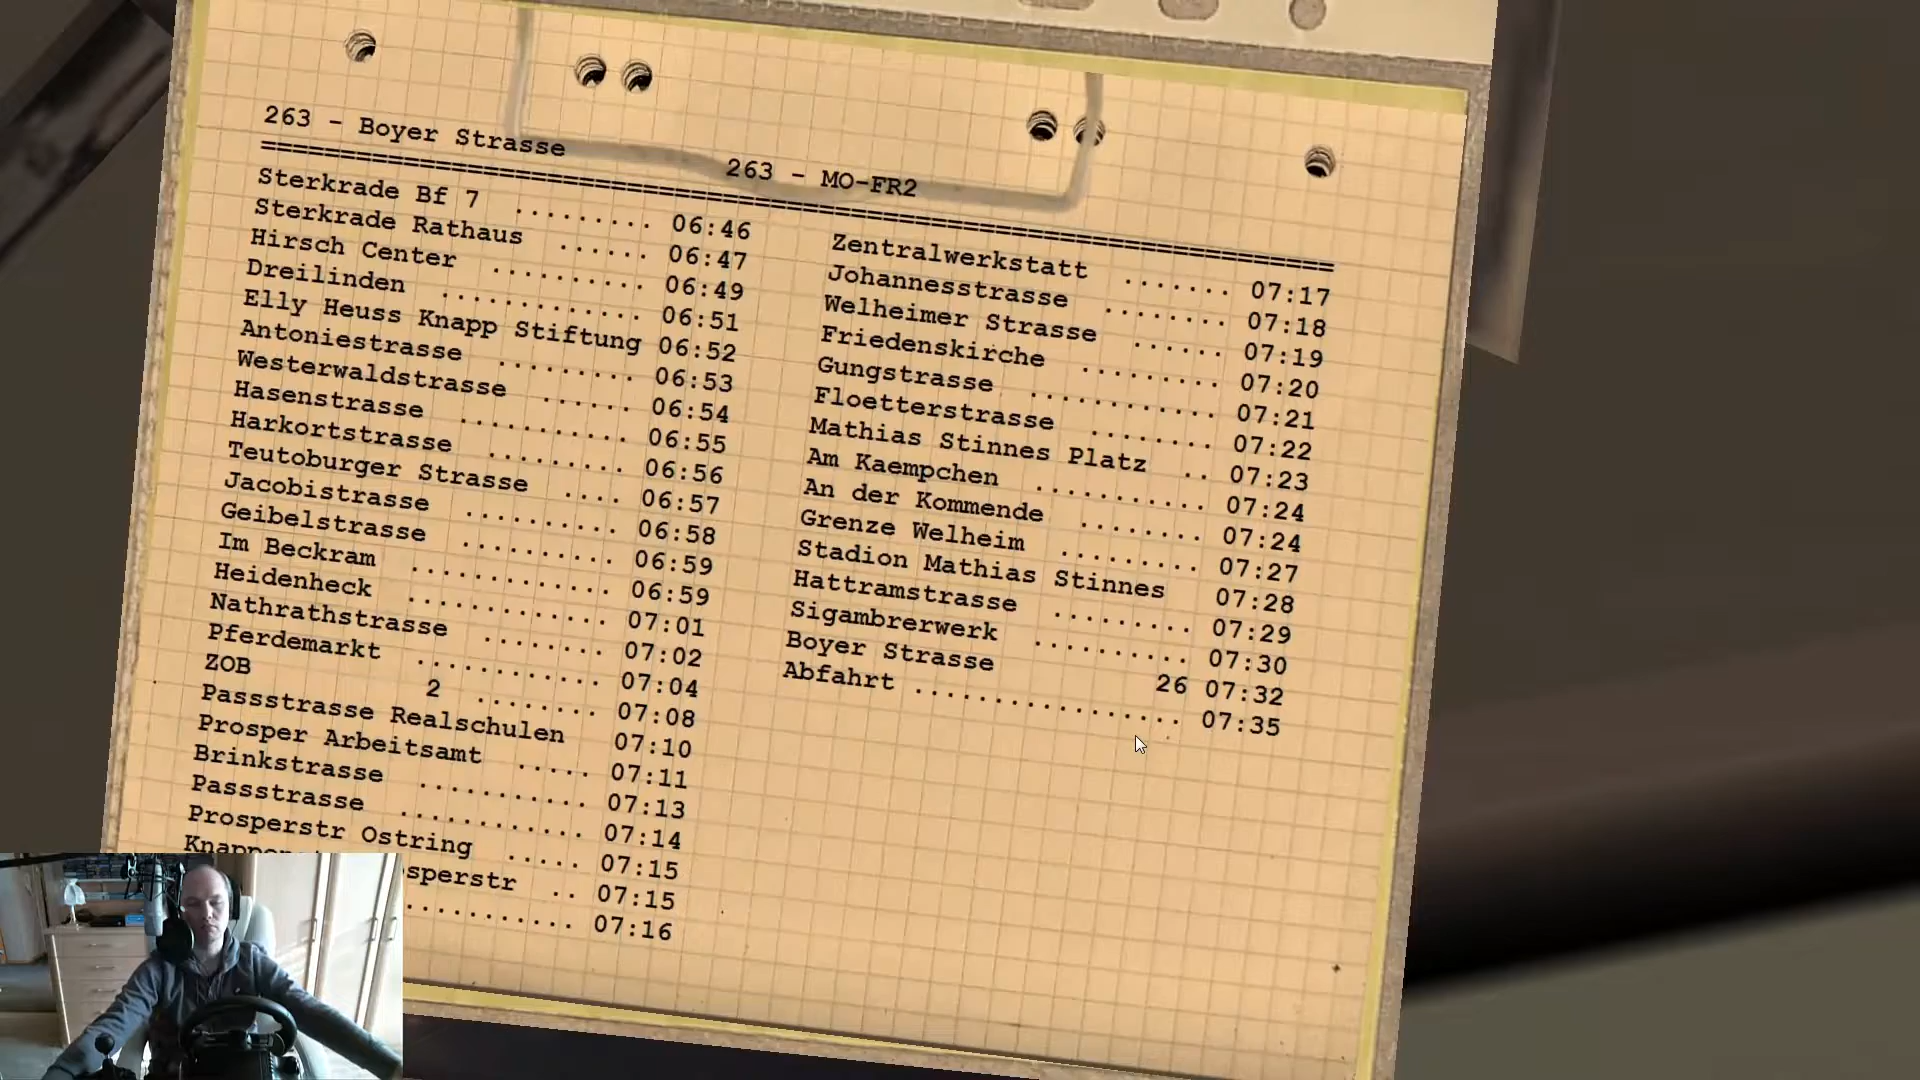 263 - Boyer Strasse 263 - MO-FR2
==================================================
Sterkrade Bf 7 ......... 06:46
Sterkrade Rathaus ...... 06:47
Hirsch Center .......... 06:49
Dreilinden ............. 06:51
Elly Heuss Knapp Stiftung 06:52
Antoniestrasse ......... 06:53
Westerwaldstrasse ...... 06:54
Hasenstrasse ........... 06:55
Harkortstrasse ......... 06:56
Teutoburger Strasse .... 06:57
Jacobistrasse .......... 06:58
Geibelstrasse .......... 06:59
Im Beckram ............. 06:59
Heidenheck ............. 07:01
Nathrathstrasse ........ 07:02
Pferdemarkt ............ 07:04
ZOB 2 ........ 07:08
Passstrasse Realschulen 07:10
Prosper Arbeitsamt ..... 07:11
Brinkstrasse ........... 07:13
Passstrasse ............ 07:14
Prosperstr Ostring ..... 07:15
sperstr .. 07:15
........... 07:16
Zentralwerkstatt ....... 07:17
Johannesstrasse ........ 07:18
Welheimer Strasse ...... 07:19
Friedenskirche ......... 07:20
Gungstrasse ............ 07:21
Floetterstrasse ........ 07:22
Mathias Stinnes Platz .. 07:23
Am Kaempchen ........... 07:24
An der Kommende ........ 07:24
Grenze Welheim ......... 07:27
Stadion Mathias Stinnes 07:28
Hattramstrasse ......... 07:29
Sigambrerwerk .......... 07:30
Boyer Strasse 26 07:32
Abfahrt ................. 07:35